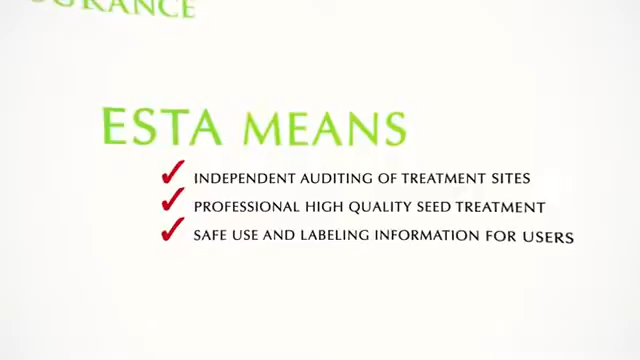 ESTA MEANS
✓ INDEPENDENT AUDITING OF TREATMENT SITES
✓ PROFESSIONAL HIGH QUALITY SEED TREATMENT
✓ SAFE USE AND LABELING INFORMATION FOR USERS